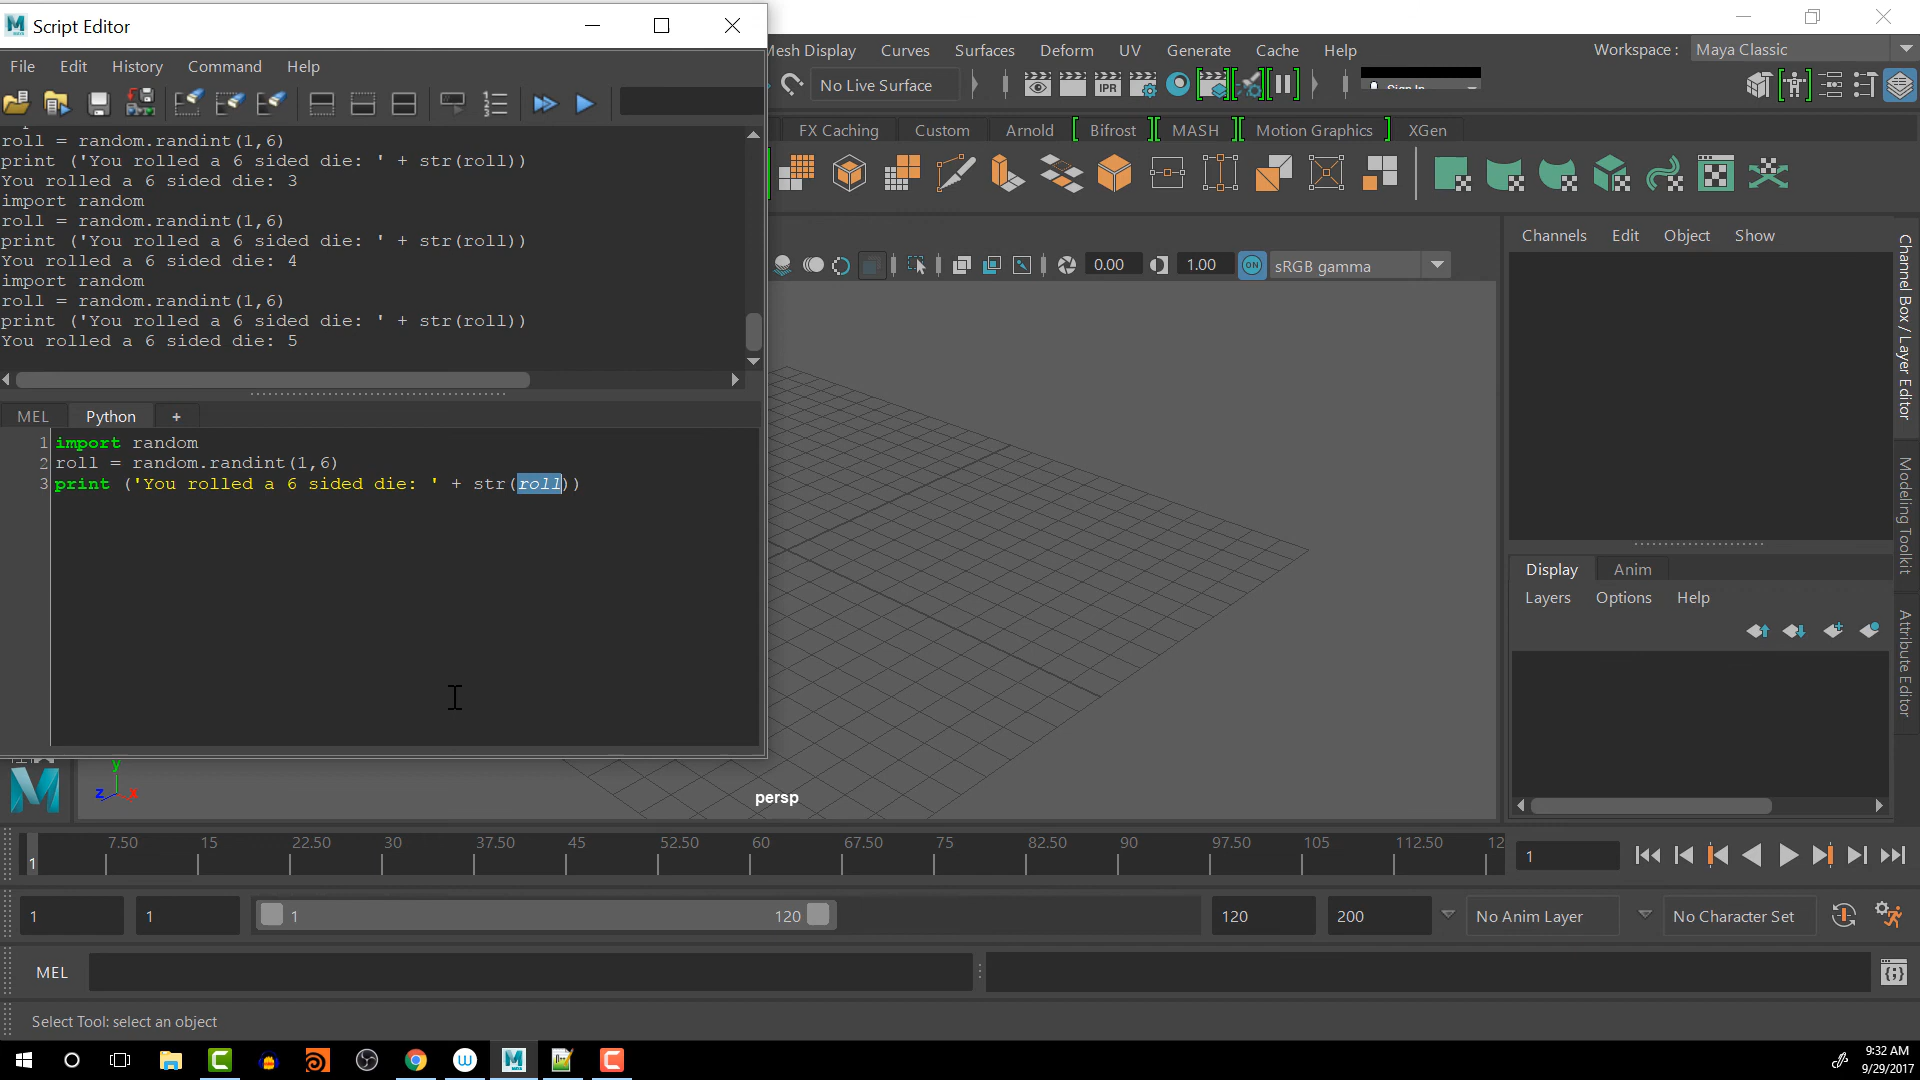 Script Editor
File Edit History Command Help
roll = random.randint(1,6)
print ('You rolled a 6 sided die: ' + str(roll))
You rolled a 6 sided die: 3
import random
roll = random.randint(1,6)
print ('You rolled a 6 sided die: ' + str(roll))
You rolled a 6 sided die: 4
import random
roll = random.randint(1,6)
print ('You rolled a 6 sided die: ' + str(roll))
You rolled a 6 sided die: 5
MEL Python +
1 import random
2 roll = random.randint(1,6)
3 print ('You rolled a 6 sided die: ' + str(roll))
Mesh Display Curves Surfaces Deform UV Generate Cache Help
Workspace : Maya Classic
No Live Surface
IPR
FX Caching Custom Arnold Bifrost MASH Motion Graphics XGen
0.00 1.00 ON sRGB gamma
Channels Edit Object Show
Channel Box / Layer Editor
Modeling Toolkit
Attribute Editor
Display Anim
Layers Options Help
y
z x
persp
7.50 15 22.50 30 37.50 45 52.50 60 67.50 75 82.50 90 97.50 105 112.50 12
1
1
1 1 1 120 120 200 No Anim Layer No Character Set
MEL
Select Tool: select an object
9:32 AM
9/29/2017